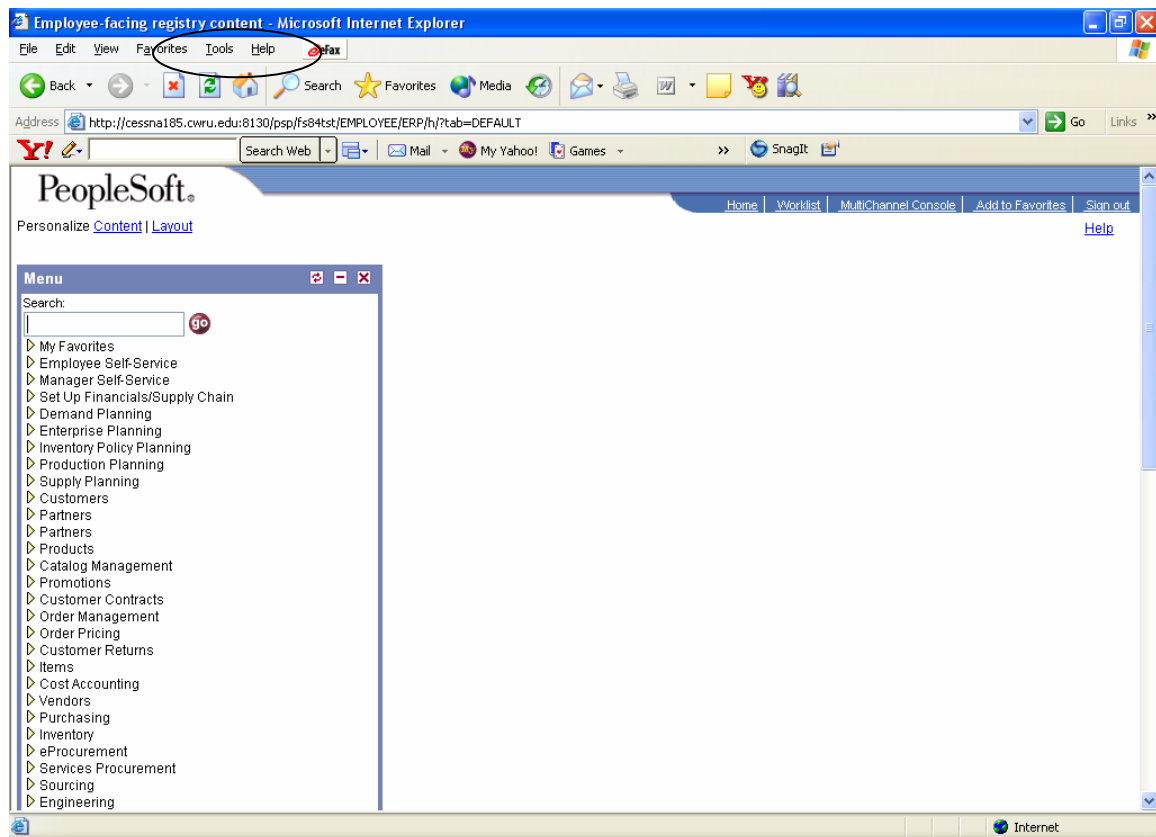 Employee-facing registry content - Microsoft Internet Explorer
File Edit View Favorites Tools Help eFax
Back Search Favorites Media
Address http://cessna185.cwru.edu:8130/psp/fs84tst/EMPLOYEE/ERP/h/?tab=DEFAULT Go Links »
Y! Search Web Mail My Yahoo! Games » SnagIt
PeopleSoft.
Home Worklist MultiChannel Console Add to Favorites Sign out
Personalize Content | Layout Help
Menu
Search:
go
My Favorites
Employee Self-Service
Manager Self-Service
Set Up Financials/Supply Chain
Demand Planning
Enterprise Planning
Inventory Policy Planning
Production Planning
Supply Planning
Customers
Partners
Partners
Products
Catalog Management
Promotions
Customer Contracts
Order Management
Order Pricing
Customer Returns
Items
Cost Accounting
Vendors
Purchasing
Inventory
eProcurement
Services Procurement
Sourcing
Engineering
Internet